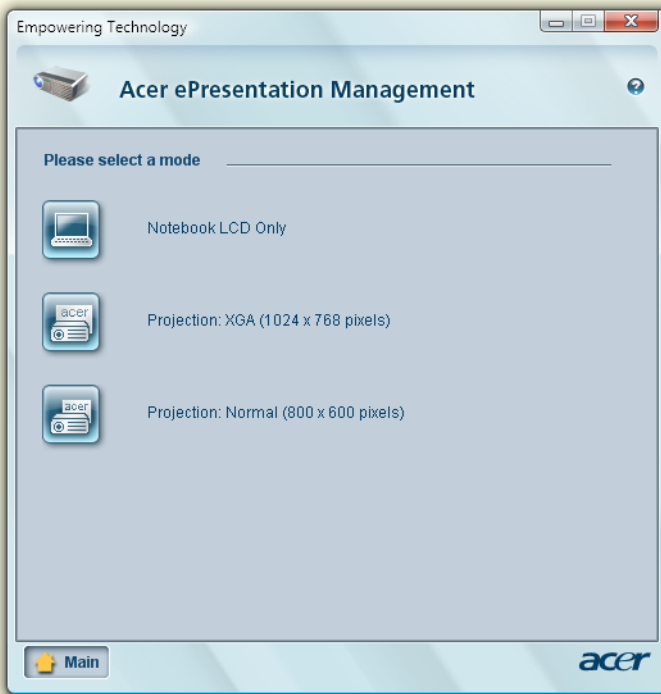 Empowering Technology
Acer ePresentation Management
Please select a mode
Notebook LCD Only
acer
Projection: XGA (1024 x 768 pixels)
acer
Projection: Normal (800 x 600 pixels)
Main
acer